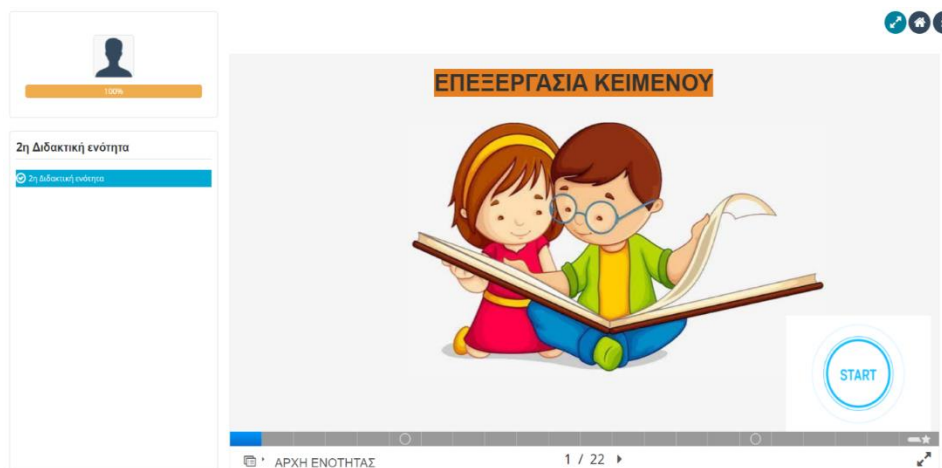 100%
2η Διδακτική ενότητα
2η Διδακτική ενότητα
ΕΠΕΞΕΡΓΑΣΙΑ ΚΕΙΜΕΝΟΥ
START
ΑΡΧΗ ΕΝΟΤΗΤΑΣ
1 / 22